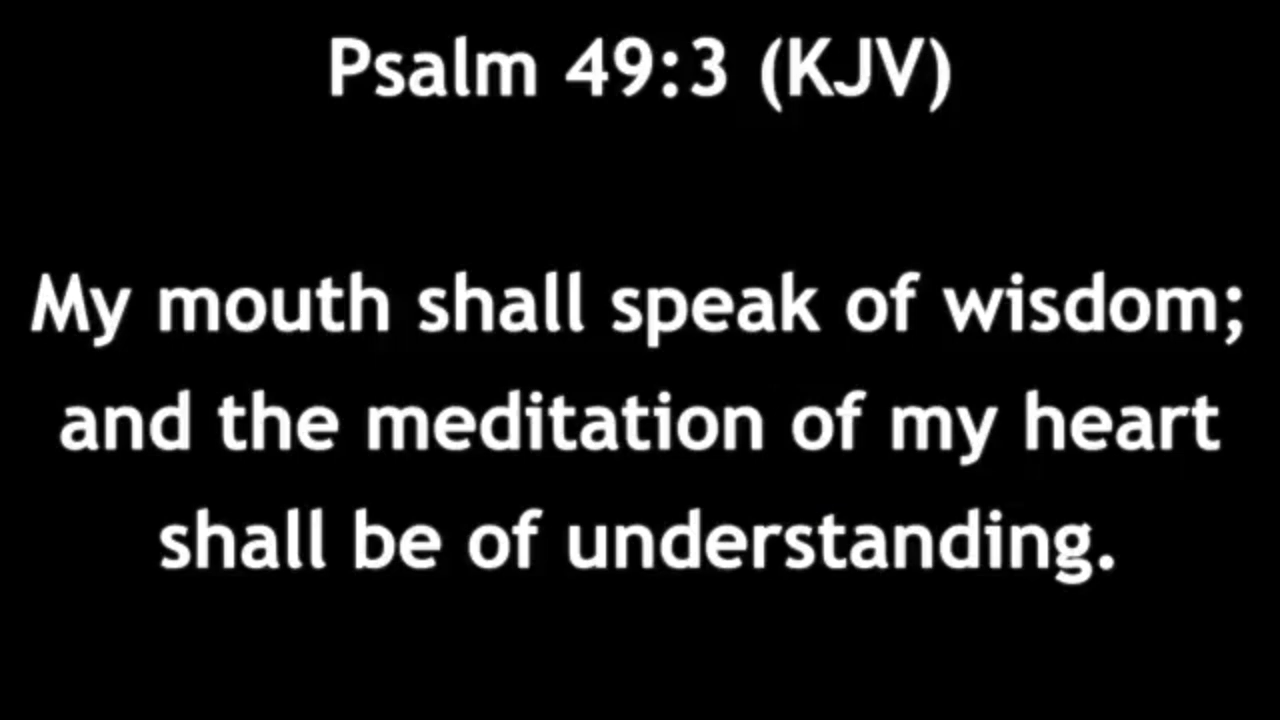 Psalm 49:3 (KJV)
My mouth shall speak of wisdom;
and the meditation of my heart
shall be of understanding.